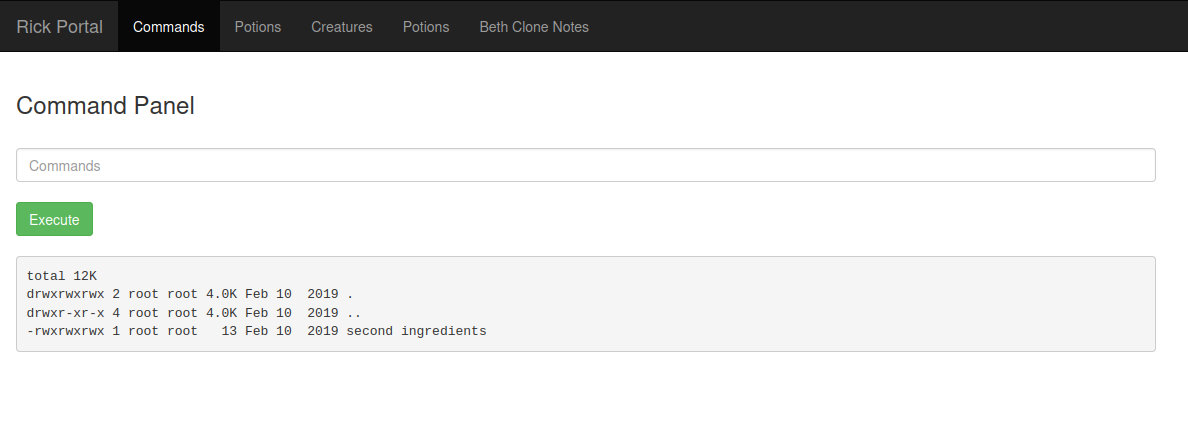 Rick Portal Commands Potions Creatures Potions Beth Clone Notes
Command Panel
Commands
Execute
total 12K
drwxrwxrwx 2 root root 4.0K Feb 10  2019 .
drwxr-xr-x 4 root root 4.0K Feb 10  2019 ..
-rwxrwxrwx 1 root root   13 Feb 10  2019 second ingredients